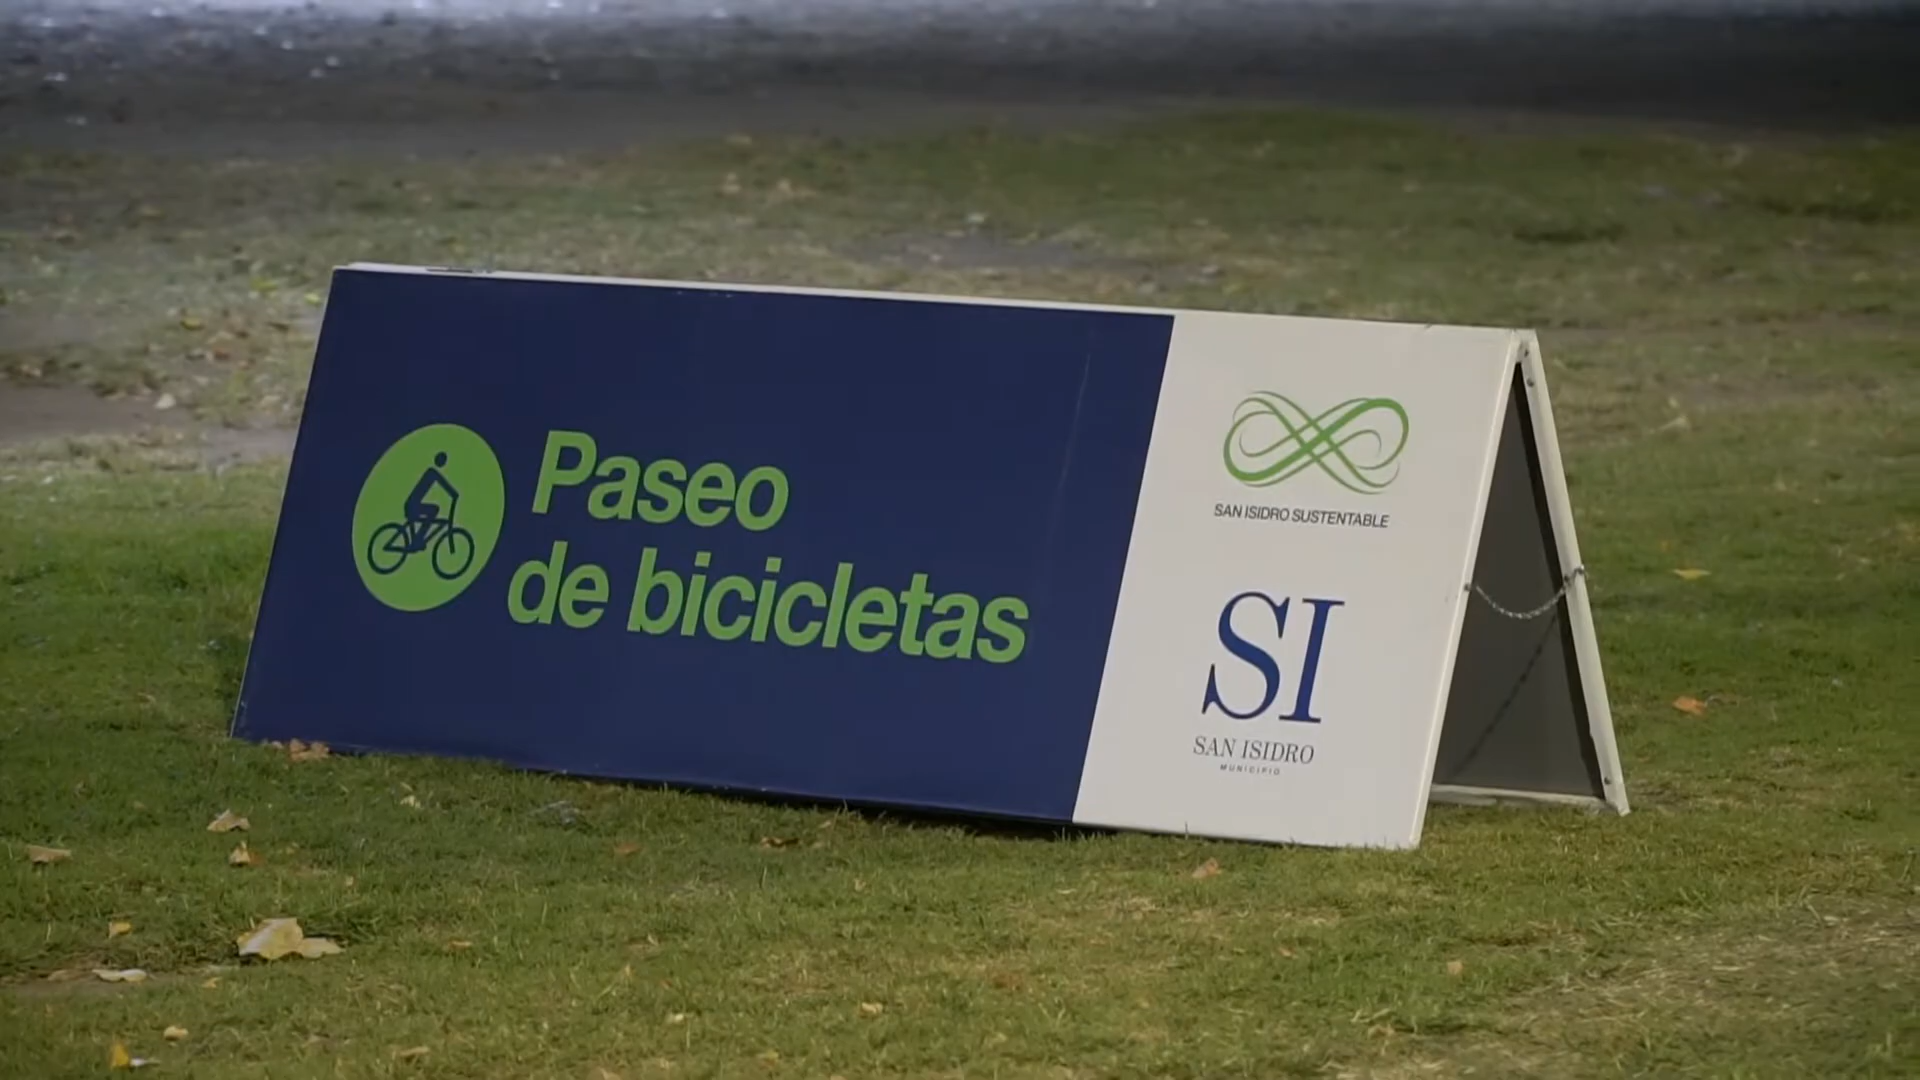 Paseo
de bicicletas
SAN ISIDRO SUSTENTABLE
SI
SAN ISIDRO
MUNICIPIO